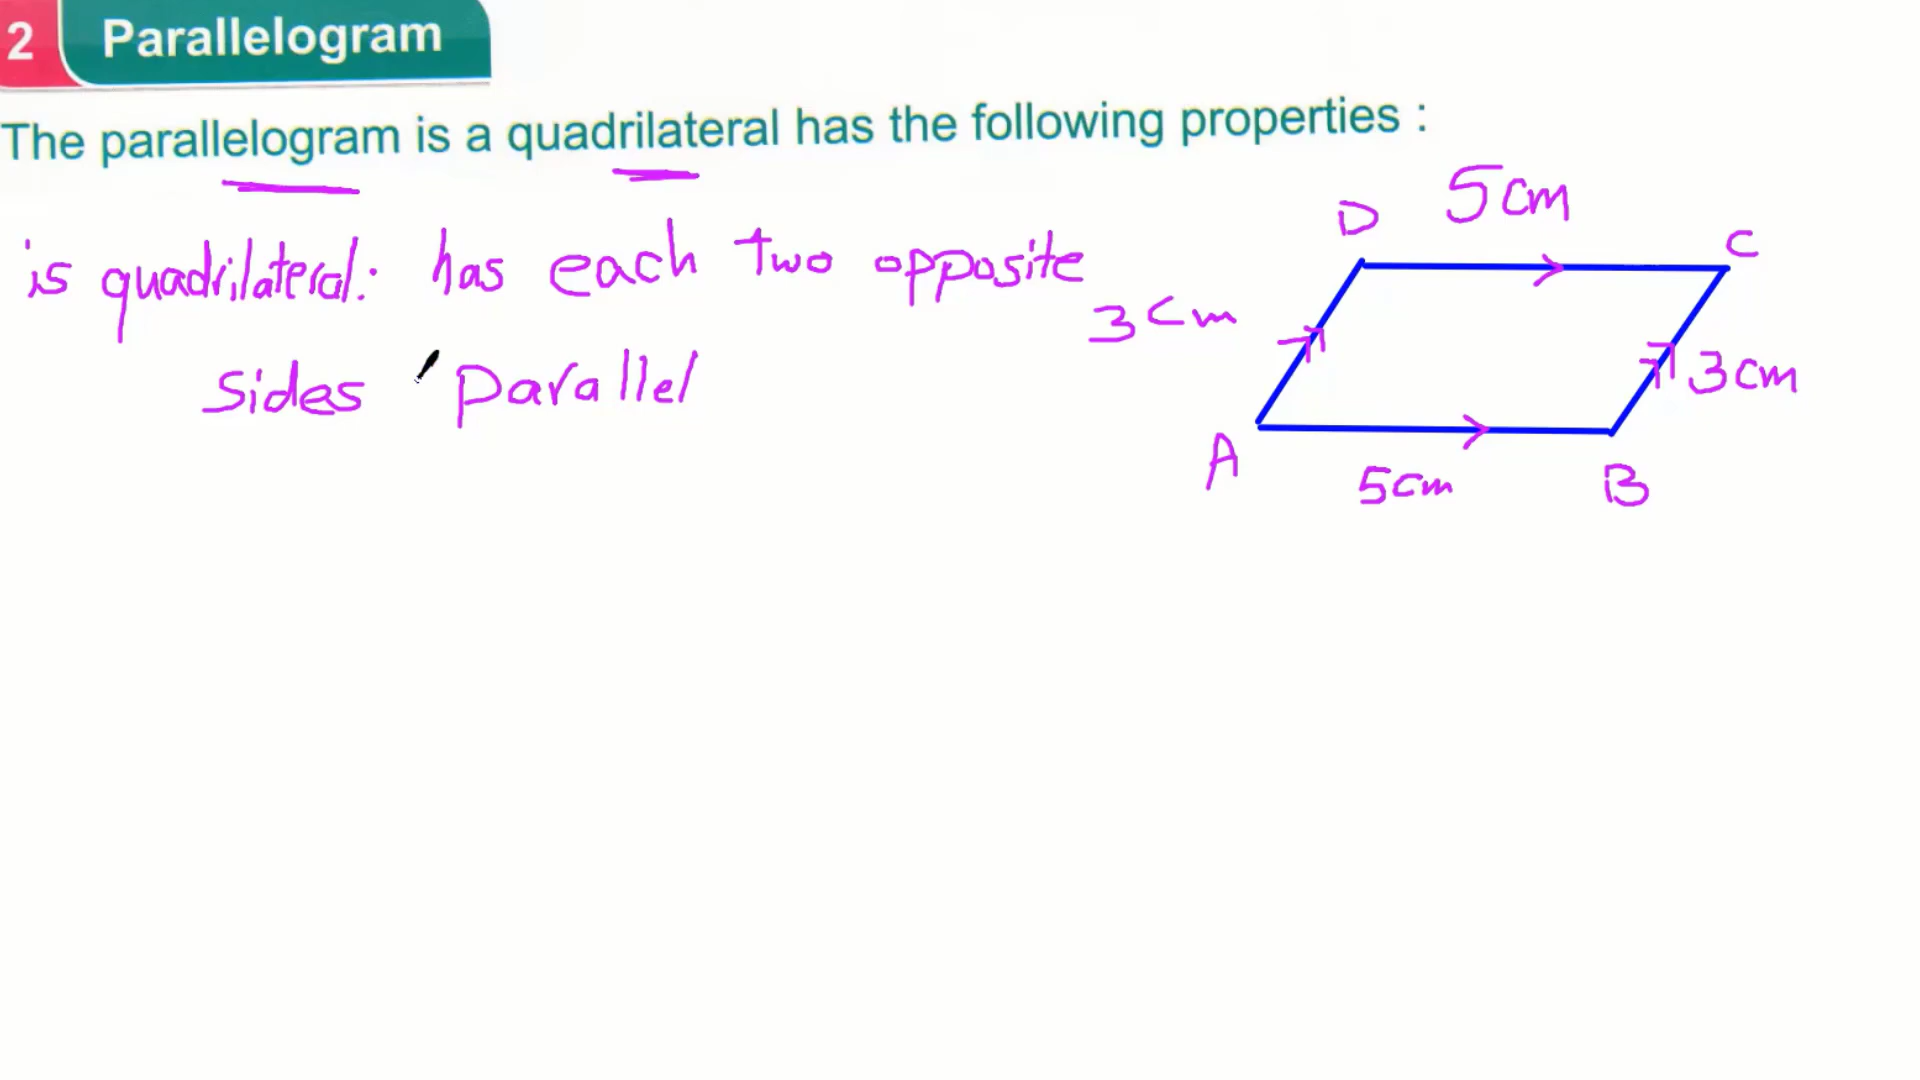 2 Parallelogram
The parallelogram is a quadrilateral has the following properties :
is quadrilateral. has each two opposite
sides parallel
D 5cm C
3cm
3cm
A 5cm B